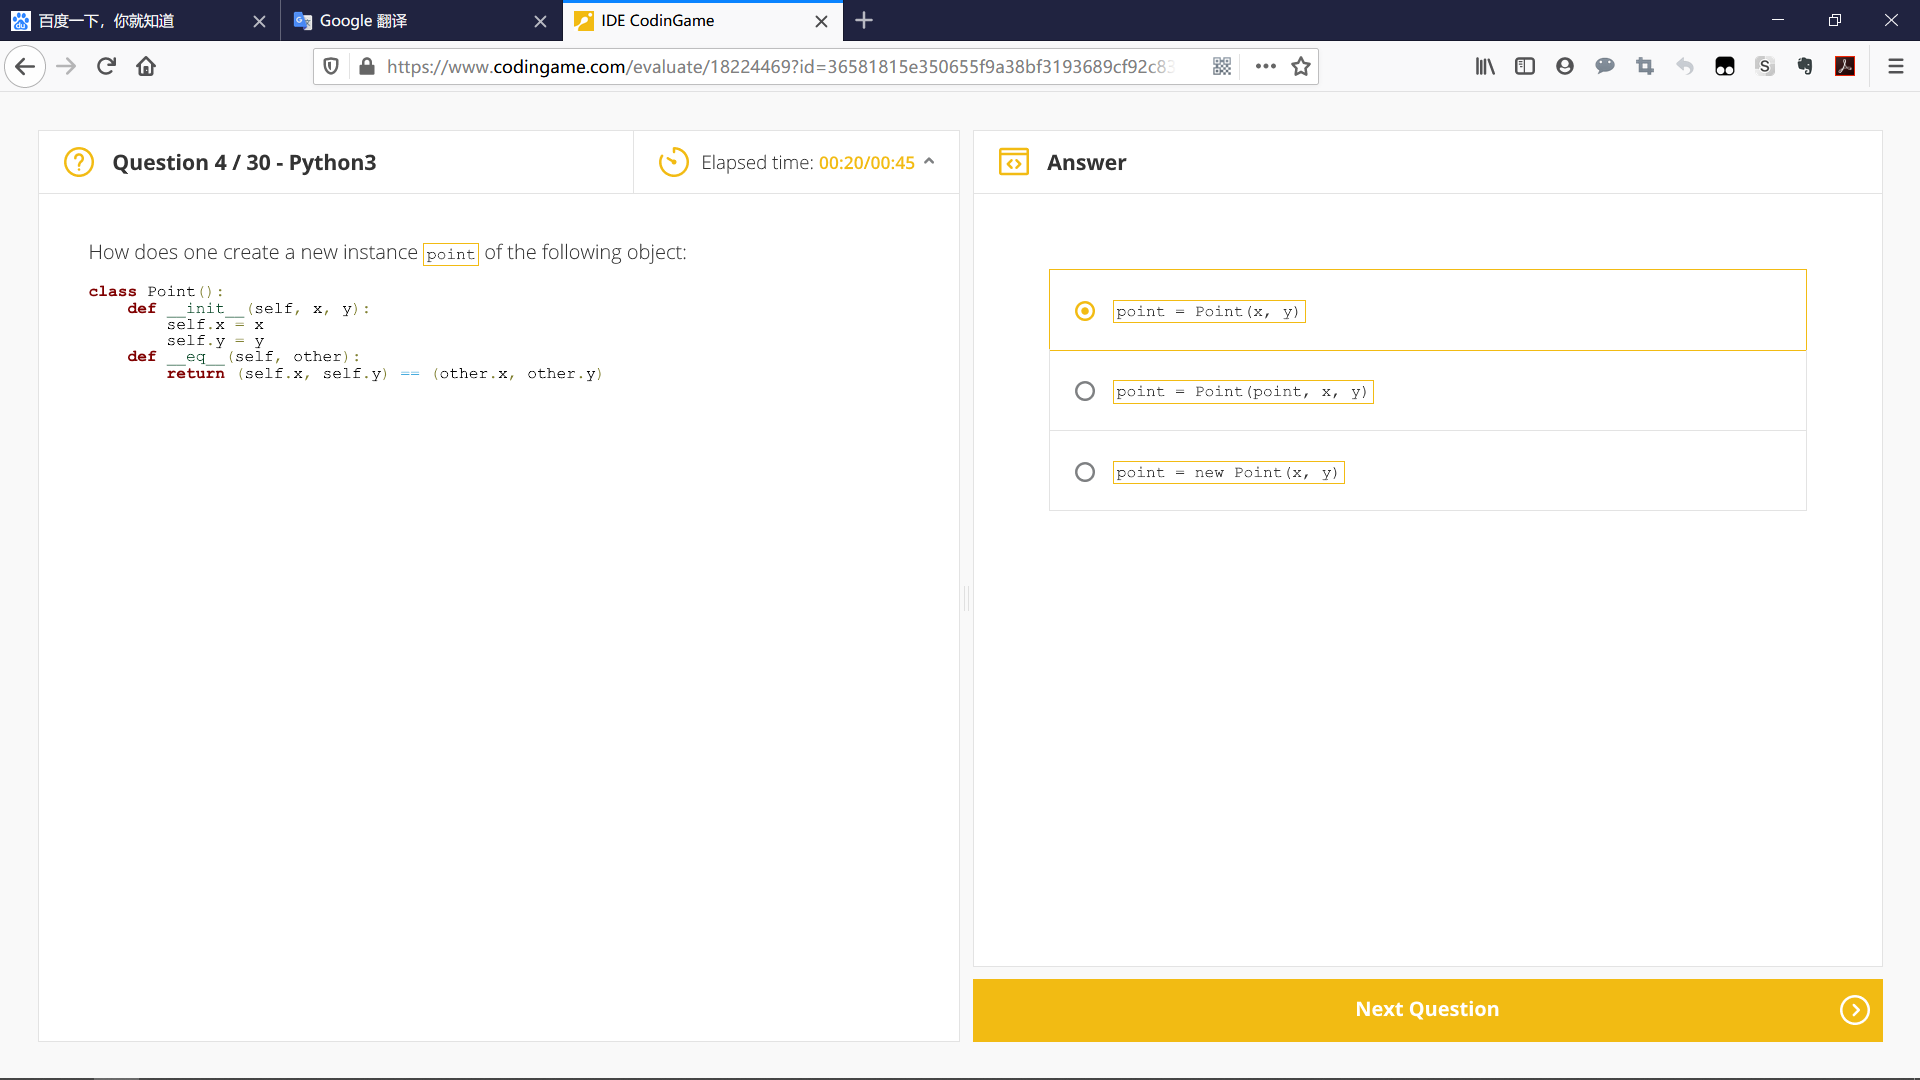 百度一下，你就知道
Google 翻译
IDE CodinGame
https://www.codingame.com/evaluate/18224469?id=36581815e350655f9a38bf3193689cf92c83
Question 4 / 30 - Python3
Elapsed time: 00:20/00:45
Answer
How does one create a new instance point of the following object:
class Point():
    def __init__(self, x, y):
        self.x = x
        self.y = y
    def __eq__(self, other):
        return (self.x, self.y) == (other.x, other.y)
point = Point(x, y)
point = Point(point, x, y)
point = new Point(x, y)
Next Question